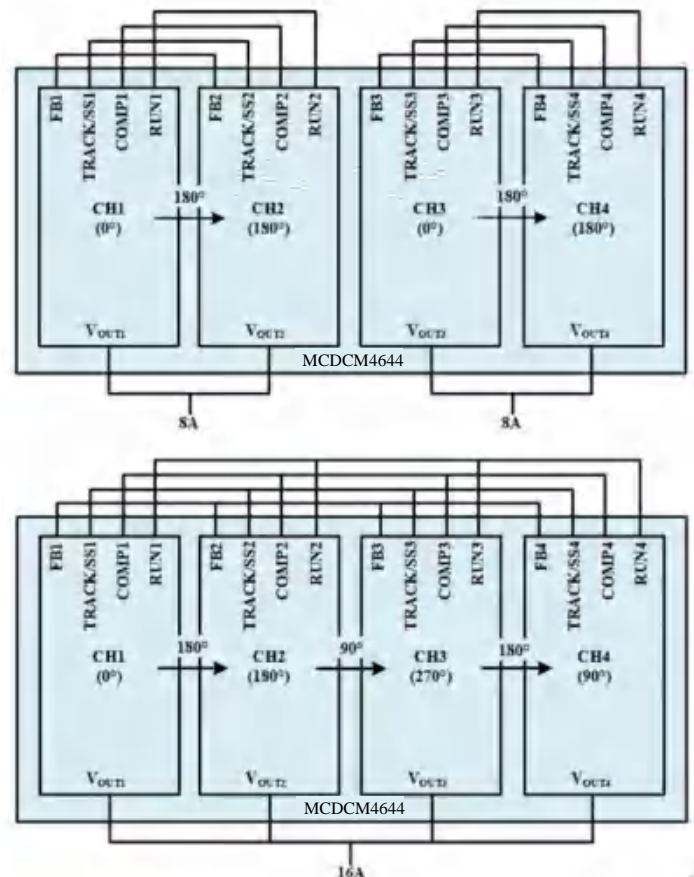 FB1 TRACK/SS1 COMP1 RUN1 FB2 TRACK/SS2 COMP2 RUN2 FB3 TRACK/SS3 COMP3 RUN3 FB4 TRACK/SS4 COMP4 RUN4
180° 180°
CH1 CH2 CH3 CH4
(0°) (180°) (0°) (180°)
VOUT1 VOUT2 VOUT3 VOUT4
MCDCM4644
8A 8A
FB1 TRACK/SS1 COMP1 RUN1 FB2 TRACK/SS2 COMP2 RUN2 FB3 TRACK/SS3 COMP3 RUN3 FB4 TRACK/SS4 COMP4 RUN4
180° 90° 180°
CH1 CH2 CH3 CH4
(0°) (180°) (270°) (90°)
VOUT1 VOUT2 VOUT3 VOUT4
MCDCM4644
16A